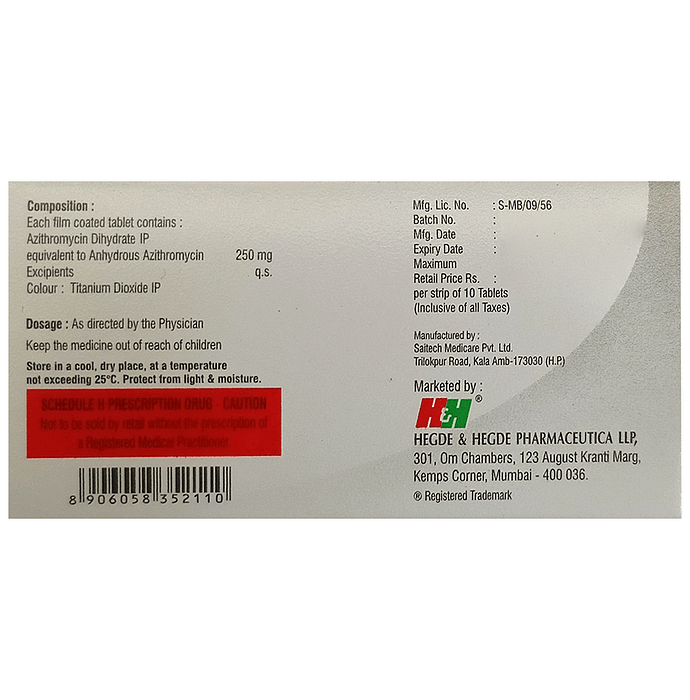 Composition :
Each film coated tablet contains :
Azithromycin Dihydrate IP
equivalent to Anhydrous Azithromycin 250 mg
Excipients q.s.
Colour : Titanium Dioxide IP
Dosage : As directed by the Physician
Keep the medicine out of reach of children
Store in a cool, dry place, at a temperature
not exceeding 25°C. Protect from light & moisture.
SCHEDULE H PRESCRIPTION DRUG - CAUTION
Not to be sold by retail without the prescription of
a Registered Medical Practitioner
8 906058 352110
Mfg. Lic. No. : S-MB/09/56
Batch No. :
Mfg. Date :
Expiry Date :
Maximum
Retail Price Rs. :
per strip of 10 Tablets
(Inclusive of all Taxes)
Manufactured by :
Saitech Medicare Pvt. Ltd.
Trilokpur Road, Kala Amb-173030 (H.P.)
Marketed by :
H&H®
HEGDE & HEGDE PHARMACEUTICA LLP,
301, Om Chambers, 123 August Kranti Marg,
Kemps Corner, Mumbai - 400 036.
® Registered Trademark